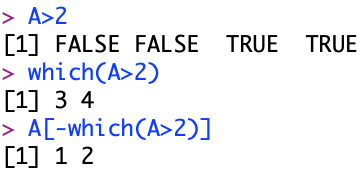 > A>2
[1] FALSE FALSE  TRUE  TRUE
> which(A>2)
[1] 3 4
> A[-which(A>2)]
[1] 1 2